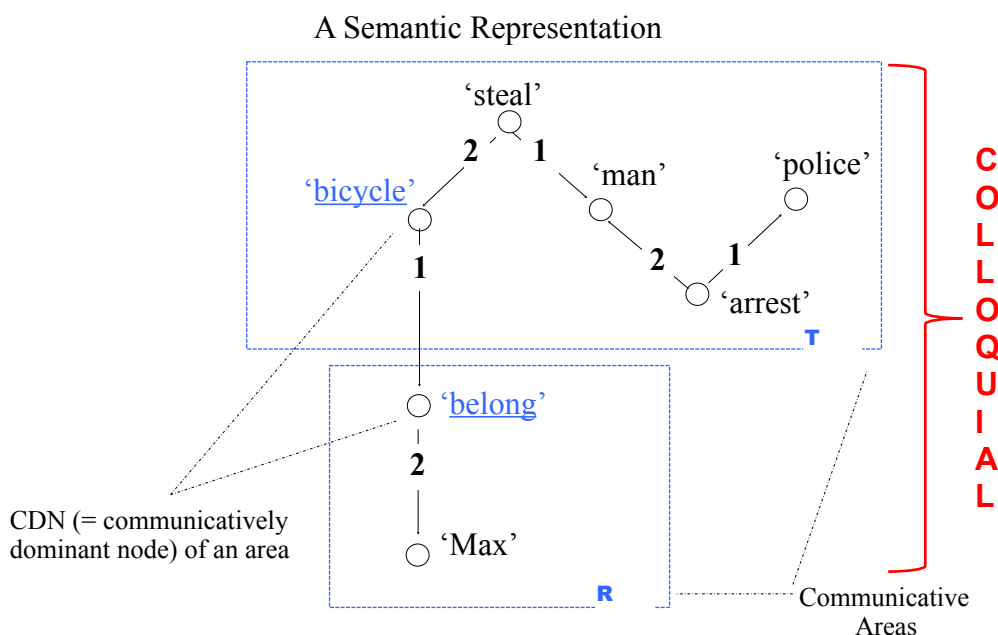 A Semantic Representation
‘steal’
2
1
‘bicycle’
‘man’
‘police’
1
2
1
‘arrest’
T
‘belong’
2
CDN (= communicatively
dominant node) of an area
‘Max’
R
Communicative
Areas
C
O
L
L
O
Q
U
I
A
L